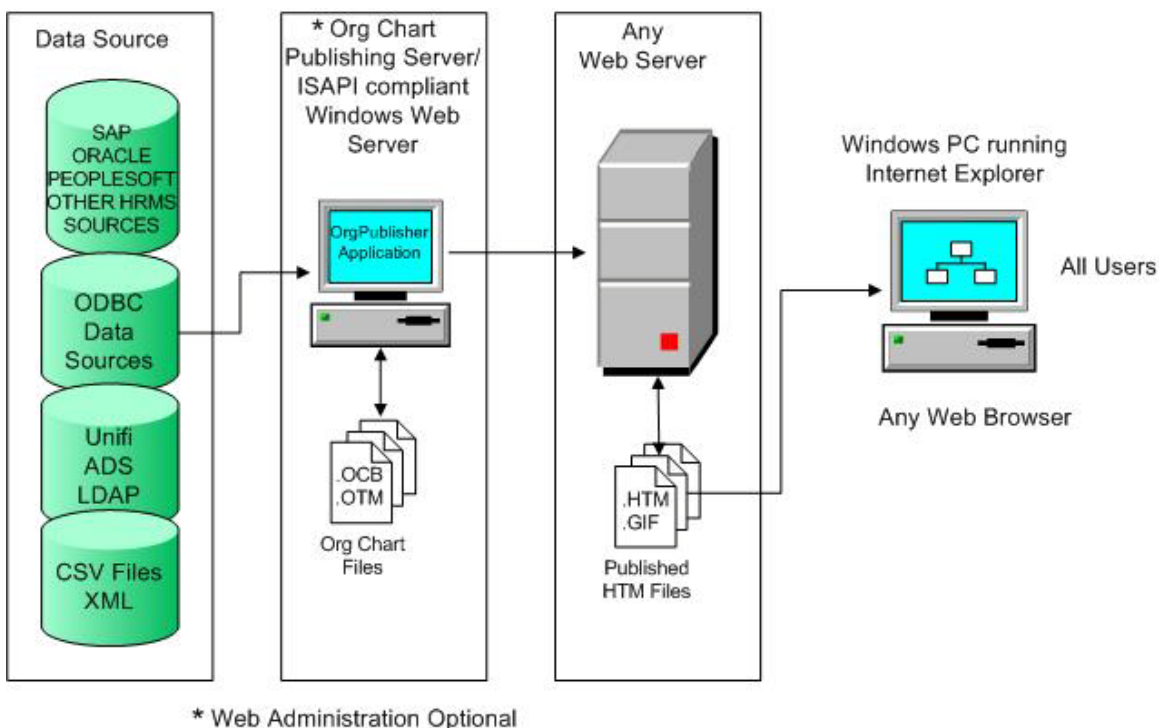 Data Source
SAP
ORACLE
PEOPLESOFT
OTHER HRMS
SOURCES
ODBC
Data
Sources
Unifi
ADS
LDAP
CSV Files
XML
* Org Chart
Publishing Server/
ISAPI compliant
Windows Web
Server
OrgPublisher
Application
.OCB
.OTM
Org Chart
Files
Any
Web Server
.HTM
.GIF
Published
HTM Files
Windows PC running
Internet Explorer
All Users
Any Web Browser
* Web Administration Optional